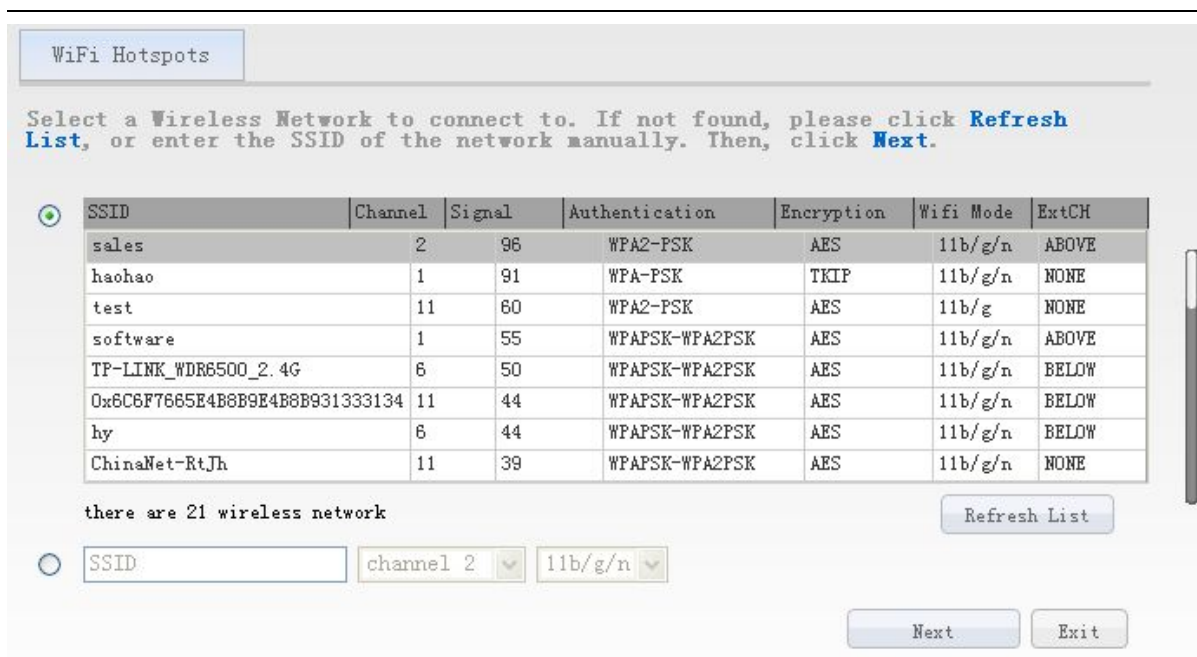 WiFi Hotspots
Select a Wireless Network to connect to. If not found, please click Refresh
List, or enter the SSID of the network manually. Then, click Next.
SSID Channel Signal Authentication Encryption Wifi Mode ExtCH
sales 2 96 WPA2-PSK AES 11b/g/n ABOVE
haohao 1 91 WPA-PSK TKIP 11b/g/n NONE
test 11 60 WPA2-PSK AES 11b/g NONE
software 1 55 WPAPSK-WPA2PSK AES 11b/g/n ABOVE
TP-LINK_WDR6500_2.4G 6 50 WPAPSK-WPA2PSK AES 11b/g/n BELOW
0x6C6F7665E4B8B9E4B8B931333134 11 44 WPAPSK-WPA2PSK AES 11b/g/n BELOW
hy 6 44 WPAPSK-WPA2PSK AES 11b/g/n BELOW
ChinaNet-RtJh 11 39 WPAPSK-WPA2PSK AES 11b/g/n NONE
there are 21 wireless network
Refresh List
SSID channel 2 11b/g/n
Next Exit